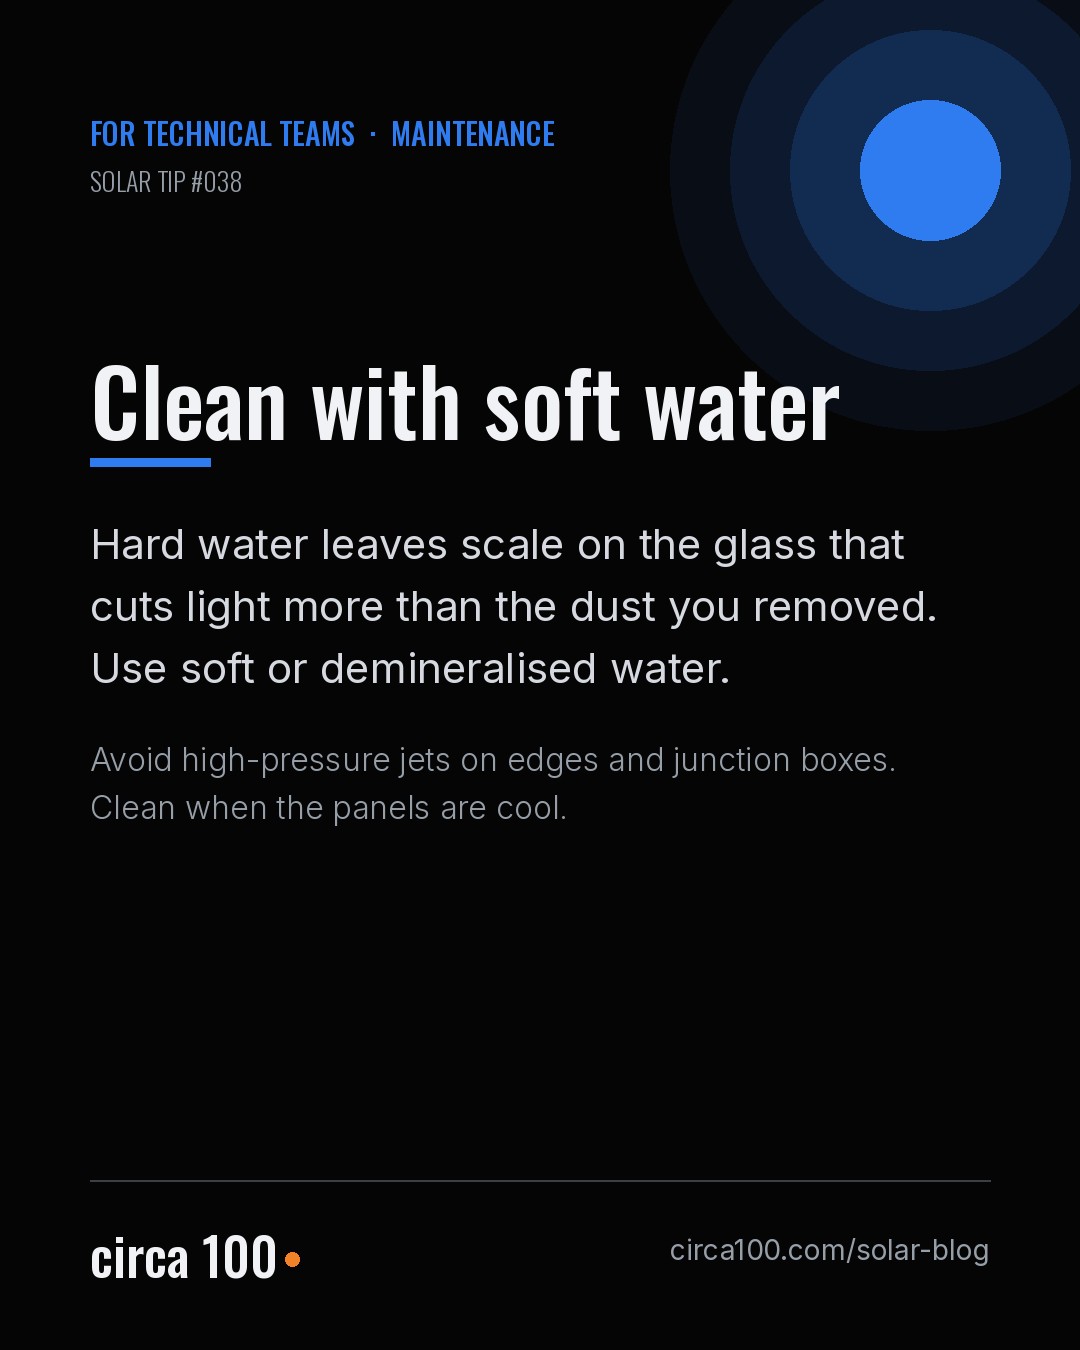 FOR TECHNICAL TEAMS · MAINTENANCE
SOLAR TIP #038
Clean with soft water
Hard water leaves scale on the glass that
cuts light more than the dust you removed.
Use soft or demineralised water.
Avoid high-pressure jets on edges and junction boxes.
Clean when the panels are cool.
circa 100
circa100.com/solar-blog